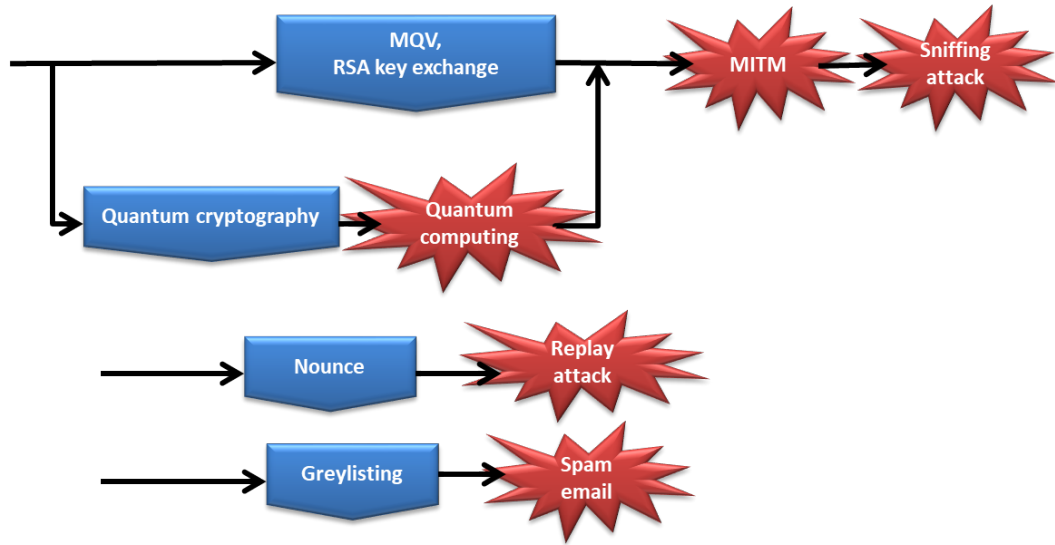 MQV,
RSA key exchange
MITM
Sniffing
attack
Quantum cryptography
Quantum
computing
Nounce
Replay
attack
Greylisting
Spam
email